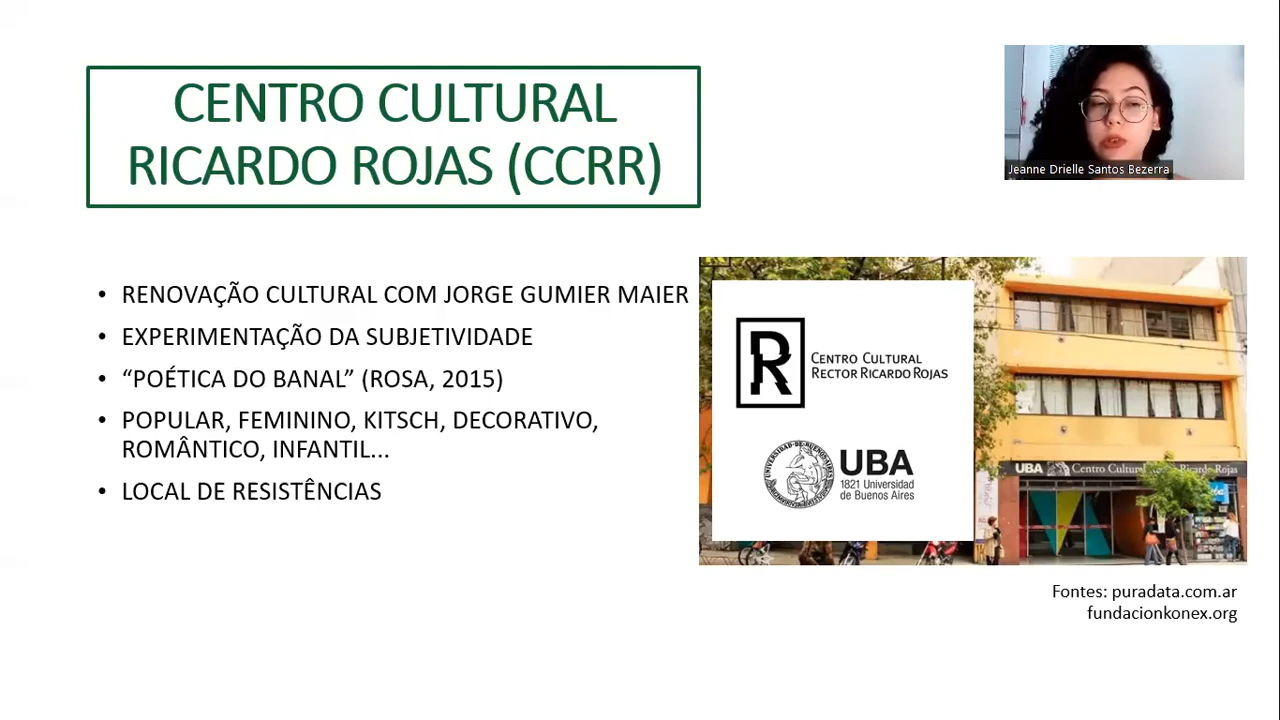 CENTRO CULTURAL
RICARDO ROJAS (CCRR)
Jeanne Drielle Santos Bezerra
• RENOVAÇÃO CULTURAL COM JORGE GUMIER MAIER
• EXPERIMENTAÇÃO DA SUBJETIVIDADE
• “POÉTICA DO BANAL” (ROSA, 2015)
• POPULAR, FEMININO, KITSCH, DECORATIVO,
ROMÂNTICO, INFANTIL...
• LOCAL DE RESISTÊNCIAS
R
CENTRO CULTURAL
RECTOR RICARDO ROJAS
UBA
1821 Universidad
de Buenos Aires
UBA Centro Cultural Ricardo Rojas
Fontes: puradata.com.ar
fundacionkonex.org